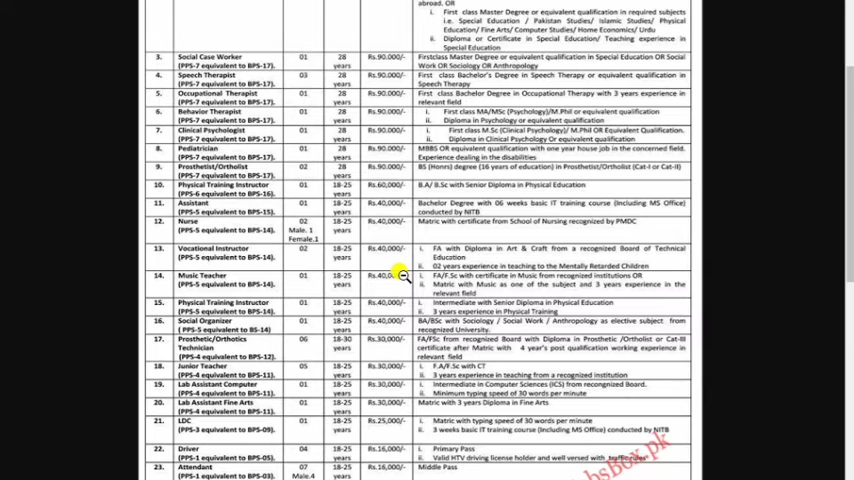 abroad. OR
i. First class Master Degree or equivalent qualification in required subjects
i.e. Special Education / Pakistan Studies/ Islamic Studies/ Physical
Education/Fine Arts/ Computer Studies/ Home Economics/ Urdu
ii. Diploma or Certificate in Special Education/ Teaching experience in
Special Education
3. Social Case Worker 01 28 Rs.90.000/- Firstclass Master Degree or equivalent qualification in Special Education OR Social
(PPS-7 equivalent to BPS-17). years Work OR Sociology OR Anthropology
4. Speech Therapist 03 28 Rs.90.000/- First class Bachelor's Degree in Speech Therapy or equivalent qualification in
(PPS-7 equivalent to BPS-17). years Speech Therapy
5. Occupational Therapist 01 28 Rs.90.000/- First class Bachelor Degree in Occupational Therapy with 3 years experience in
(PPS-7 equivalent to BPS-17). years relevant field
6. Behavior Therapist 01 28 Rs.90.000/- i. First class MA/MSc (Psychology)/M.Phil or equivalent qualification
(PPS-7 equivalent to BPS-17). years ii. Diploma in Psychology or equivalent qualification
7. Clinical Psychologist 01 28 Rs.90.000/- i. First class M.Sc (Clinical Psychology)/ M.Phil OR Equivalent Qualification.
(PPS-7 equivalent to BPS-17). years ii. Diploma in Clinical Psychology Or equivalent qualification
8. Pediatrician 01 28 Rs.90.000/- MBBS OR equivalent qualification with one year house job in the concerned field.
(PPS-7 equivalent to BPS-17). years Experience dealing in the disabilities
9. Prosthetist/Ortholist 02 28 Rs.90.000/- BS (Honrs) degree (16 years of education) in Prosthetist/Ortholist (Cat-I or Cat-II)
(PPS-7 equivalent to BPS-17). years
10. Physical Training Instructor 01 18-25 Rs.60,000/- B.A/ B.Sc with Senior Diploma in Physical Education
(PPS-6 equivalent to BPS-16). years
11. Assistant 01 18-25 Rs.40,000/- Bachelor Degree with 06 weeks basic IT training course (Including MS Office)
(PPS-5 equivalent to BPS-15). years conducted by NITB
12. Nurse 02 18-25 Rs.40,000/- Matric with certificate from School of Nursing recognized by PMDC
(PPS-5 equivalent to BPS-14). Male. 1 years
Female.1
13. Vocational Instructor 02 18-25 Rs.40,000/- i. FA with Diploma in Art & Craft from a recognized Board of Technical
(PPS-5 equivalent to BPS-14). years Education
ii. 02 years experience in teaching to the Mentally Retarded Children
14. Music Teacher 01 18-25 i. FA/F.Sc with certificate in Music from recognized institutions OR
(PPS-5 equivalent to BPS-14). years ii. Matric with Music as one of the subject and 3 years experience in the
relevant field
15. Physical Training Instructor 01 18-25 Rs.40,000/- i. Intermediate with Senior Diploma in Physical Education
(PPS-5 equivalent to BPS-14). years ii. 3 years experience in Physical Training
16. Social Organizer 01 18-25 Rs.40,000/- BA/BSc with Sociology / Social Work / Anthropology as elective subject from
( PPS-5 equivalent to BS-14) years recognized University.
17. Prosthetic/Orthotics 06 18-30 Rs.30,000/- FA/FSc from recognized Board with Diploma in Prosthetic /Ortholist or Cat-III
Technician years certificate after Matric with 4 year's post qualification working experience in
(PPS-4 equivalent to BPS-12). relevant field
18. Junior Teacher 05 18-25 Rs.30,000/- i. F.A/F.Sc with CT
(PPS-4 equivalent to BPS-11). years ii. 3 years experience in teaching from a recognized institution
19. Lab Assistant Computer 01 18-25 Rs.30,000/- i. Intermediate in Computer Sciences (ICS) from recongnized Board.
(PPS-4 equivalent to BPS-11). years ii. Minimum typing speed of 30 words per minute
20. Lab Assistant Fine Arts 01 18-25 Rs.30,000/- Matric with 3 years Diploma in Fine Arts
(PPS-4 equivalent to BPS-11). years
21. LDC 01 18-25 Rs.25,000/- i. Matric with typing speed of 30 words per minute
(PPS-3 equivalent to BPS-09). years ii. 3 weeks basic IT training course (Including MS Office) conducted by NITB
22. Driver 04 18-25 Rs.16,000/- i. Primary Pass
(PPS-1 equivalent to BPS-05). years ii. Valid HTV driving license holder and well versed with traffic rules
23. Attendant 07 18-25 Rs.16,000/- Middle Pass
(PPS-1 equivalent to BPS-03). Male.4 years